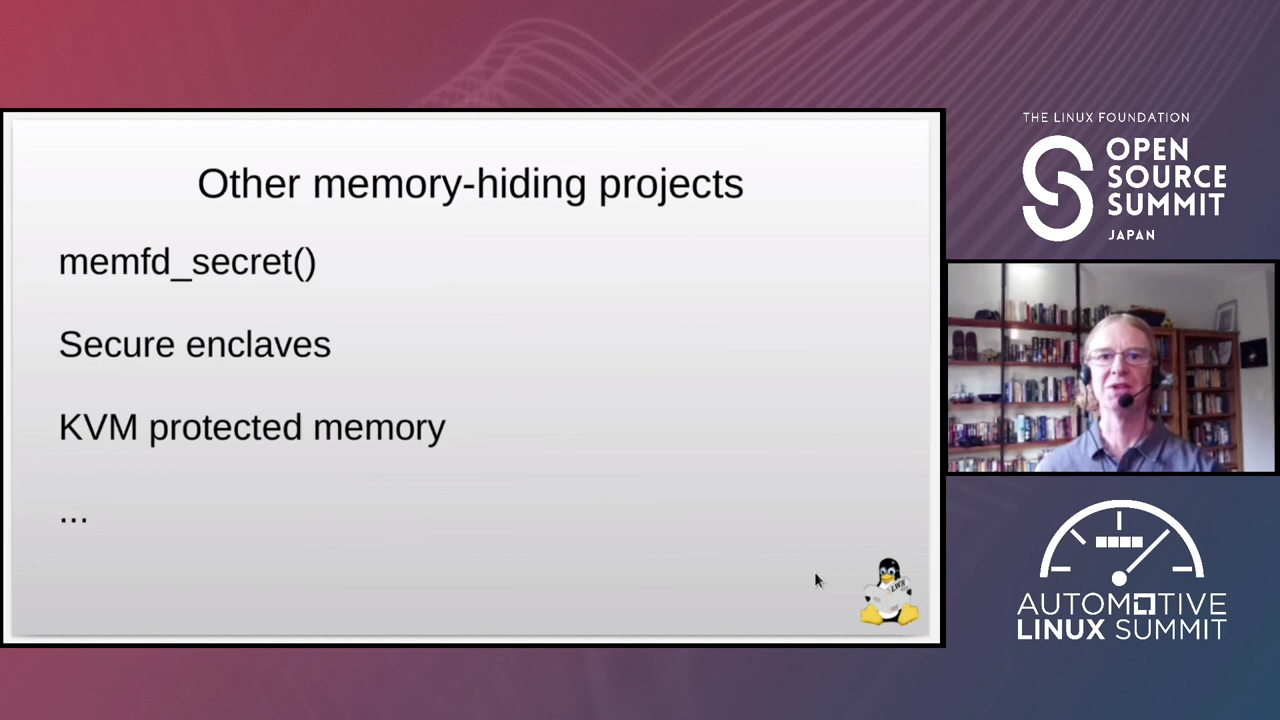 Other memory-hiding projects
memfd_secret()
Secure enclaves
KVM protected memory
...
LWN
THE LINUX FOUNDATION
OPEN
SOURCE
SUMMIT
JAPAN
AUTOMOTIVE
LINUX SUMMIT